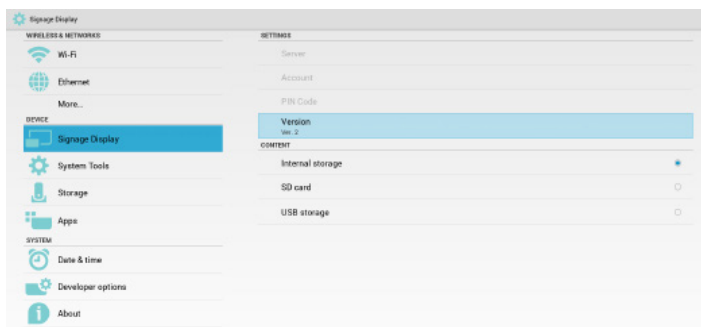 Signage Display
WIRELESS & NETWORKS
Wi-Fi
Ethernet
More...
DEVICE
Signage Display
System Tools
Storage
Apps
SYSTEM
Date & time
Developer options
About
SETTINGS
Server
Account
PIN Code
Version
Ver. 2
CONTENT
Internal storage
SD card
USB storage